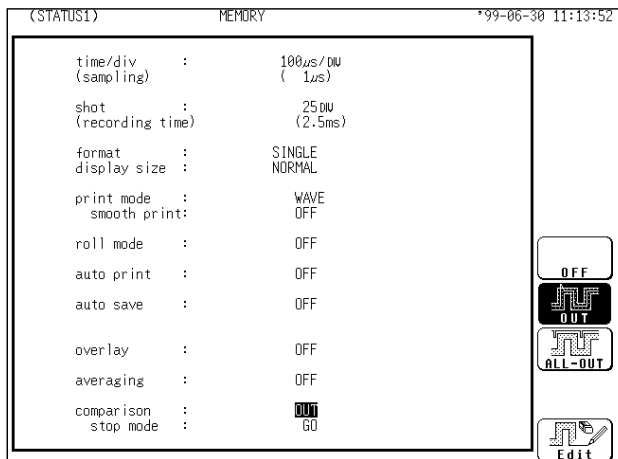 (STATUS1) MEMORY '99-06-30 11:13:52
time/div : 100µs/DIV
(sampling) ( 1µs)
shot : 25DIV
(recording time) (2.5ms)
format : SINGLE
display size : NORMAL
print mode : WAVE
smooth print: OFF
roll mode : OFF
auto print : OFF
auto save : OFF
overlay : OFF
averaging : OFF
comparison : OUT
stop mode : GO
OFF
OUT
ALL-OUT
Edit